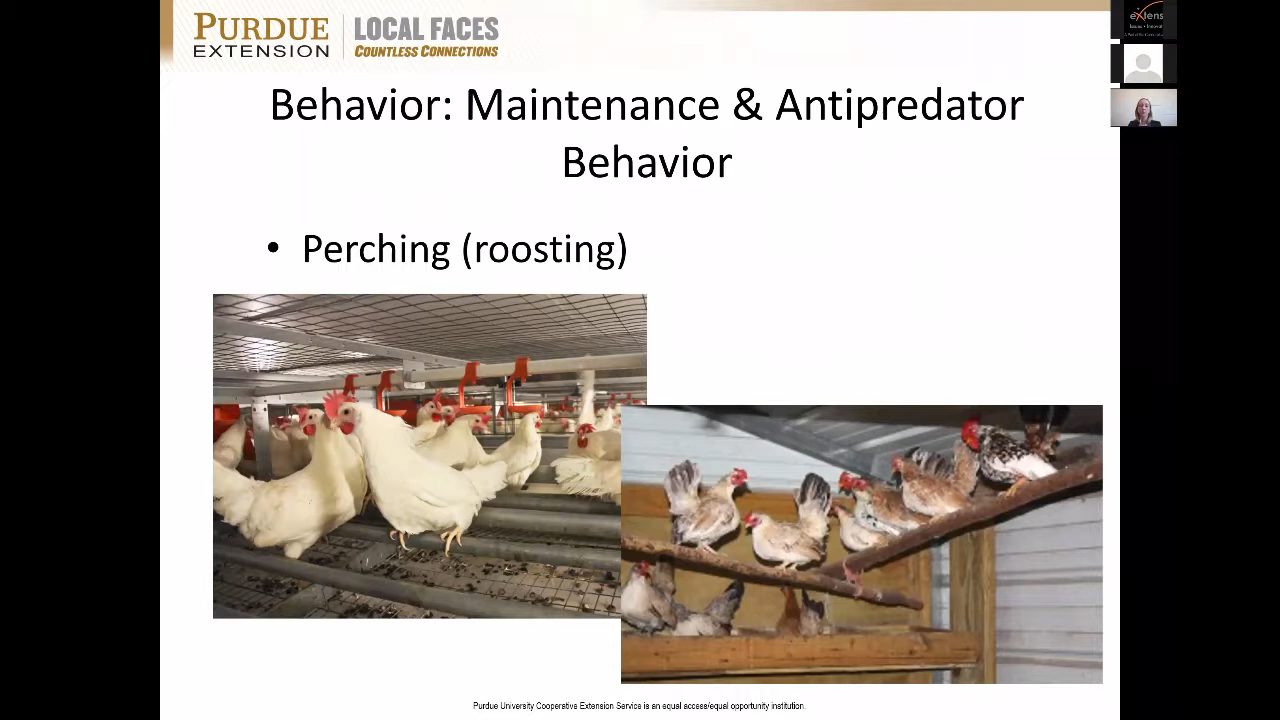 PURDUE
EXTENSION
LOCAL FACES
COUNTLESS CONNECTIONS
eXtens
Behavior: Maintenance & Antipredator
Behavior
• Perching (roosting)
Purdue University Cooperative Extension Service is an equal access/equal opportunity institution.